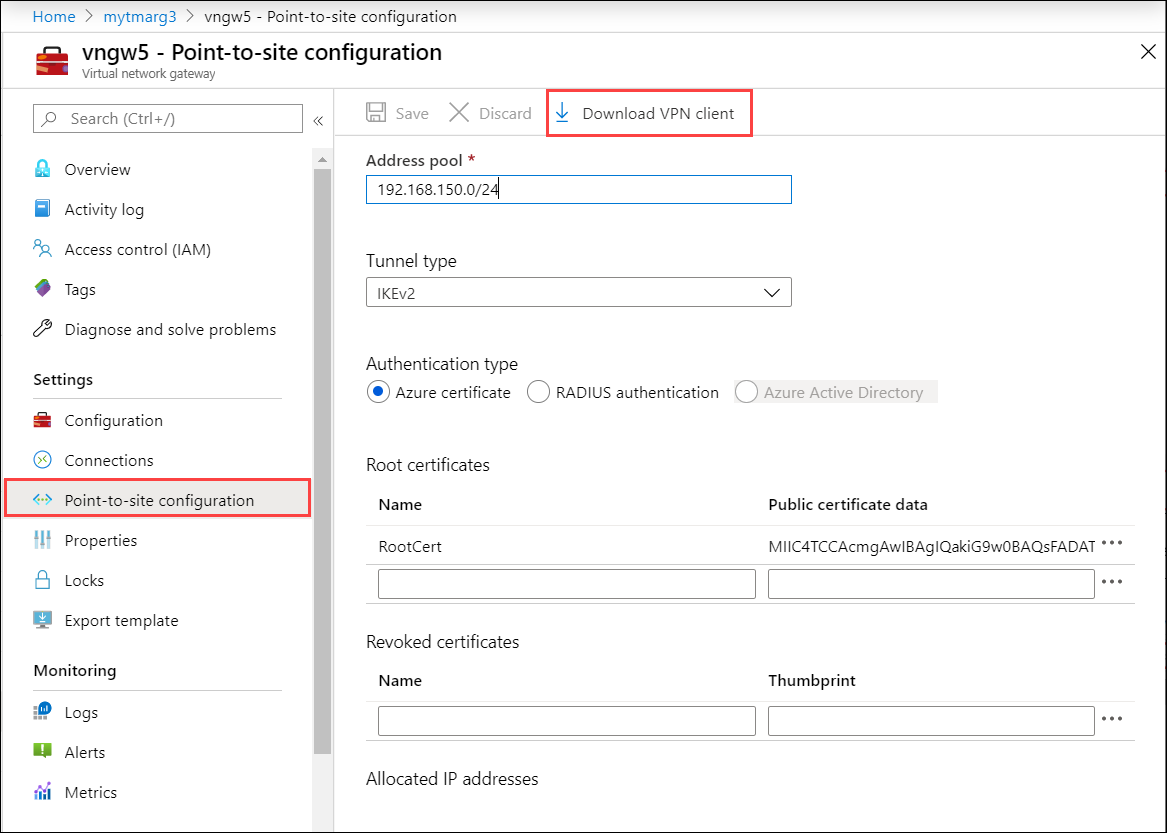 Home > mytmarg3 > vngw5 - Point-to-site configuration
vngw5 - Point-to-site configuration
Virtual network gateway
Search (Ctrl+/)
«
Overview
Activity log
Access control (IAM)
Tags
Diagnose and solve problems
Settings
Configuration
Connections
Point-to-site configuration
Properties
Locks
Export template
Monitoring
Logs
Alerts
Metrics
Save Discard Download VPN client
Address pool *
192.168.150.0/24
Tunnel type
IKEv2
Authentication type
Azure certificate RADIUS authentication Azure Active Directory
Root certificates
Name Public certificate data
RootCert MIIC4TCCAcmgAwIBAgIQakiG9w0BAQsFADAT ...
...
Revoked certificates
Name Thumbprint
...
Allocated IP addresses